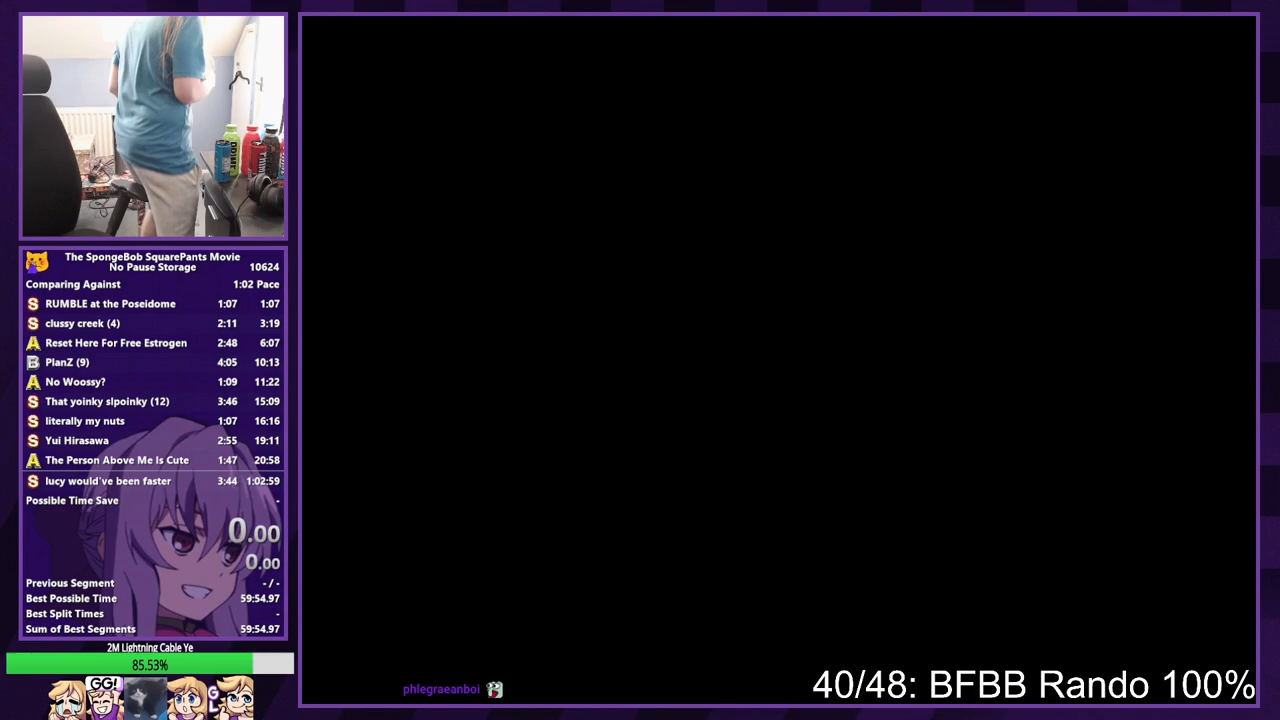 The SpongeBob SquarePants Movie
No Pause Storage 10624
Comparing Against 1:02 Pace
S RUMBLE at the Poseidome 1:07 1:07
S clussy creek (4) 2:11 3:19
A Reset Here For Free Estrogen 2:48 6:07
B PlanZ (9) 4:05 10:13
A No Woossy? 1:09 11:22
S That yoinky slpoinky (12) 3:46 15:09
S literally my nuts 1:07 16:16
S Yui Hirasawa 2:55 19:11
A The Person Above Me Is Cute 1:47 20:58
S lucy would've been faster 3:44 1:02:59
Possible Time Save -
0.00
0.00
Previous Segment - / -
Best Possible Time 59:54.97
Best Split Times -
Sum of Best Segments 59:54.97
2M Lightning Cable Ye
85.53%
GG!
GL
phlegraeanboi
40/48: BFBB Rando 100%